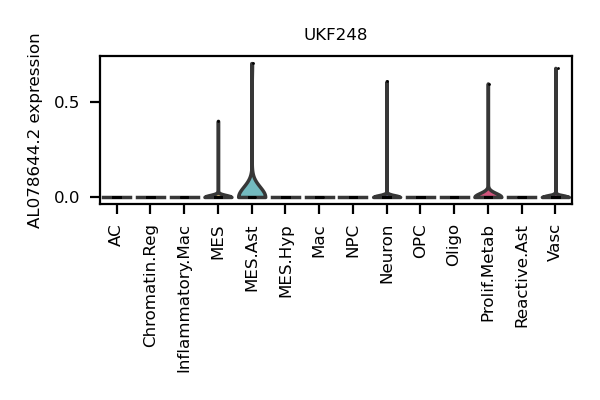 UKF248
AL078644.2 expression
0.5
0.0
AC
Chromatin.Reg
Inflammatory.Mac
MES
MES.Ast
MES.Hyp
Mac
NPC
Neuron
OPC
Oligo
Prolif.Metab
Reactive.Ast
Vasc